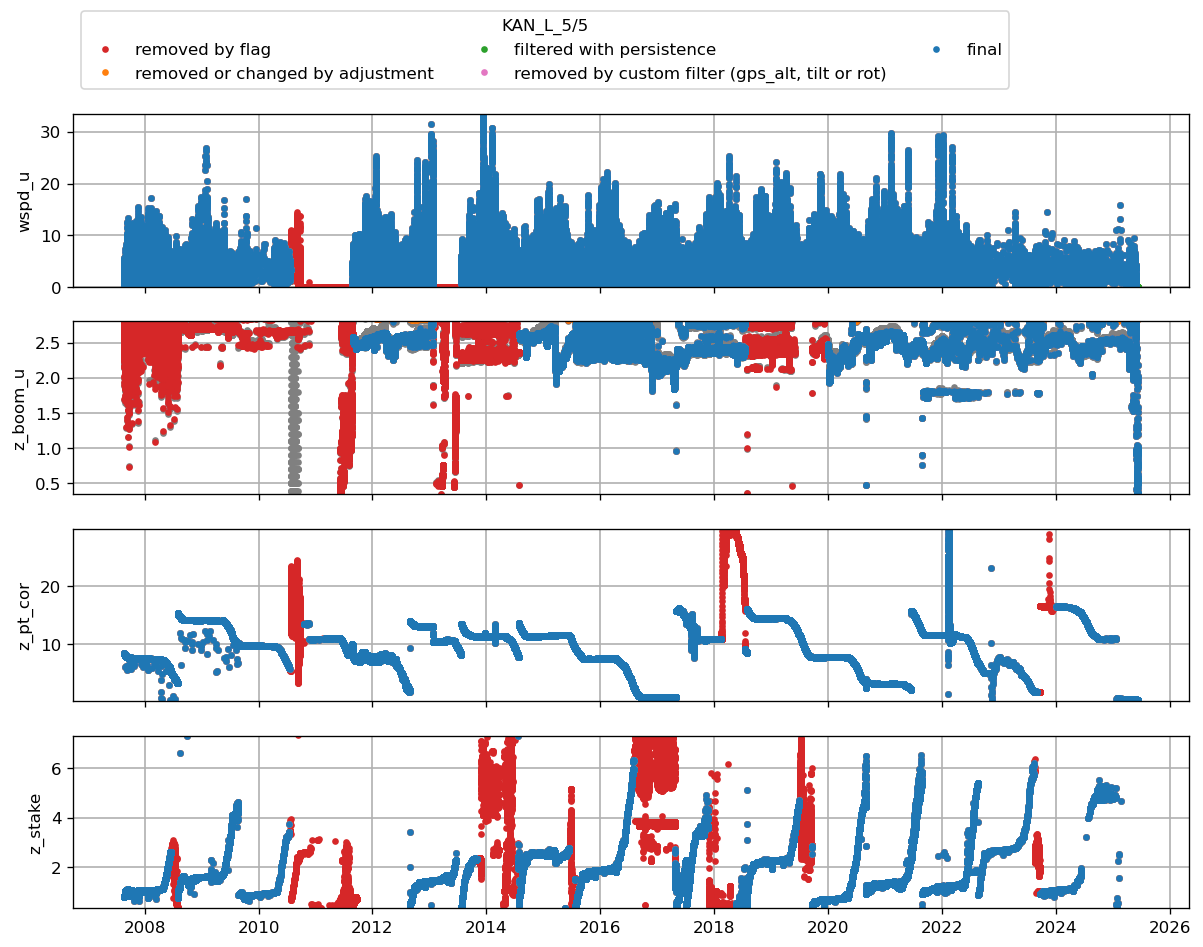 KAN_L_5/5
removed by flag
filtered with persistence
final
removed or changed by adjustment
removed by custom filter (gps_alt, tilt or rot)
wspd_u
30
20
10
0
z_boom_u
2.5
2.0
1.5
1.0
0.5
z_pt_cor
20
10
z_stake
6
4
2
2008 2010 2012 2014 2016 2018 2020 2022 2024 2026